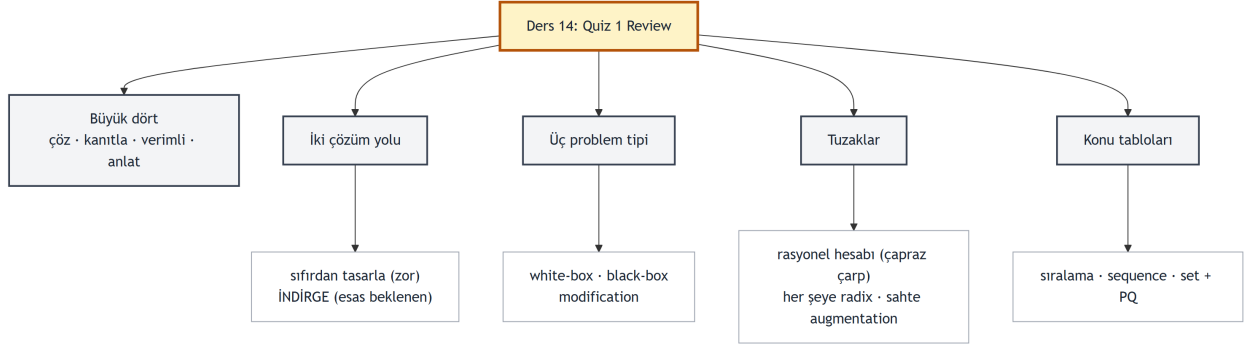 Ders 14: Quiz 1 Review
Büyük dört
çöz · kanıtla · verimli ·
anlat
İki çözüm yolu
Üç problem tipi
Tuzaklar
Konu tabloları
sıfırdan tasarla (zor)
İNDİRGE (esas beklenen)
white-box · black-box
modification
rasyonel hesabı (çapraz
çarp)
her şeye radix · sahte
augmentation
sıralama · sequence · set +
PQ